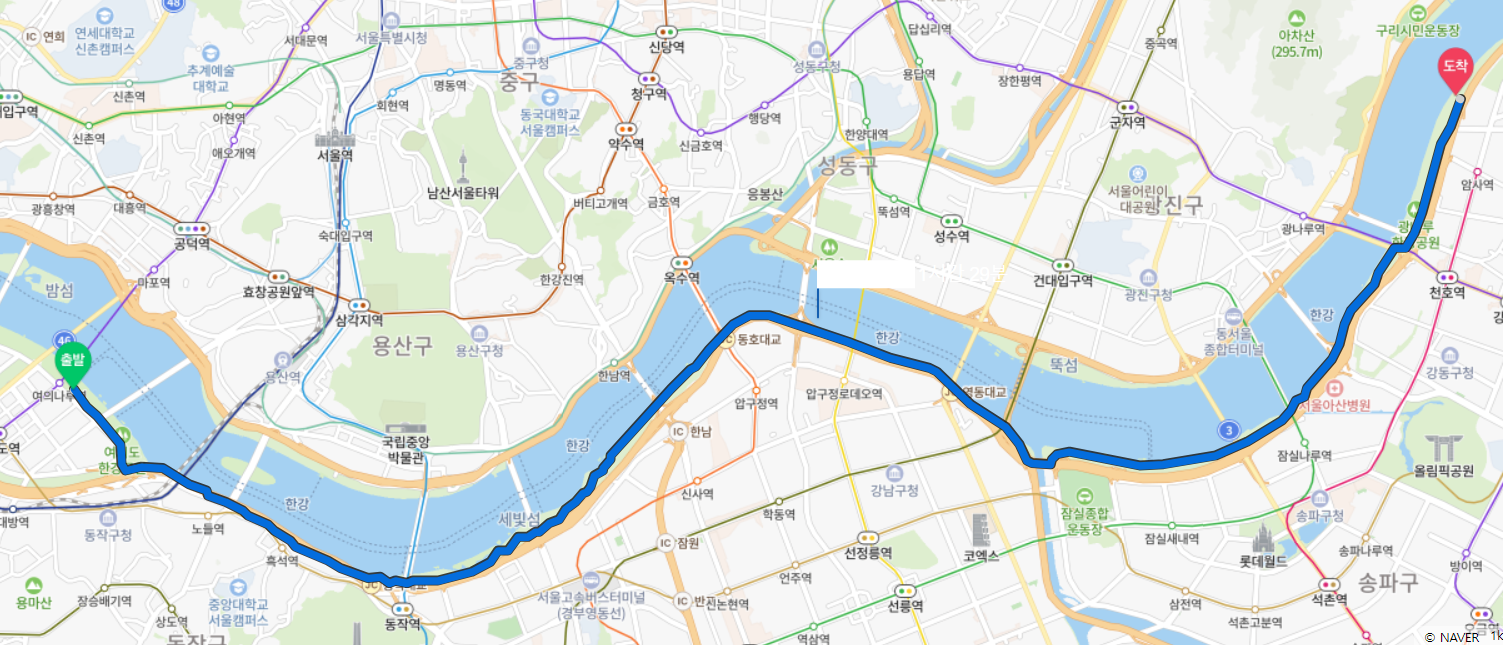 48
연희
IC
연세대학교
신촌캠퍼스
서대문역
서울특별시청
신당역
중구청
중구
성동구청
답십리역
중곡역
아차산
(295.7m)
구리시민운동장
도착
추계예술
대학교
신촌역
명동역
회현역
청구역
용답역
장한평역
아현역
신촌역
동국대학교
서울캠퍼스
행당역
군자역
애오개역
서울역
약수역
신금호역
한양대역
성동구
남산서울타워
서울어린이
대공원
광진구
암사역
광흥창역
대흥역
버티고개역
금호역
응봉산
뚝섬역
광나루역
공덕역
숙대입구역
성수역
마포역
한강진역
옥수역
건대입구역
천호역
밤섬
효창공원앞역
광진구청
삼각지역
한강
46
출발
용산구
용산구청
동호대교
한강
동서울
종합터미널
뚝섬
강동구청
용산역
한남역
압구정역
압구정로데오역
영동대교
서울아산병원
국립중앙
박물관
IC
한남
한강
3
잠실나루역
올림픽공원
한강
신사역
강남구청
세빛섬
학동역
잠실종합
운동장
송파구청
대방역
동작구청
노들역
흑석역
IC
잠원
선정릉역
코엑스
잠실새내역
롯데월드
송파나루역
송파구
방이역
용마산
장승배기역
중앙대학교
서울캠퍼스
JC
동작역
서울고속버스터미널
(경부영동선)
언주역
IC
신논현역
선릉역
삼전역
석촌역
상도역
동작구
역삼역
석촌고분역
© NAVER